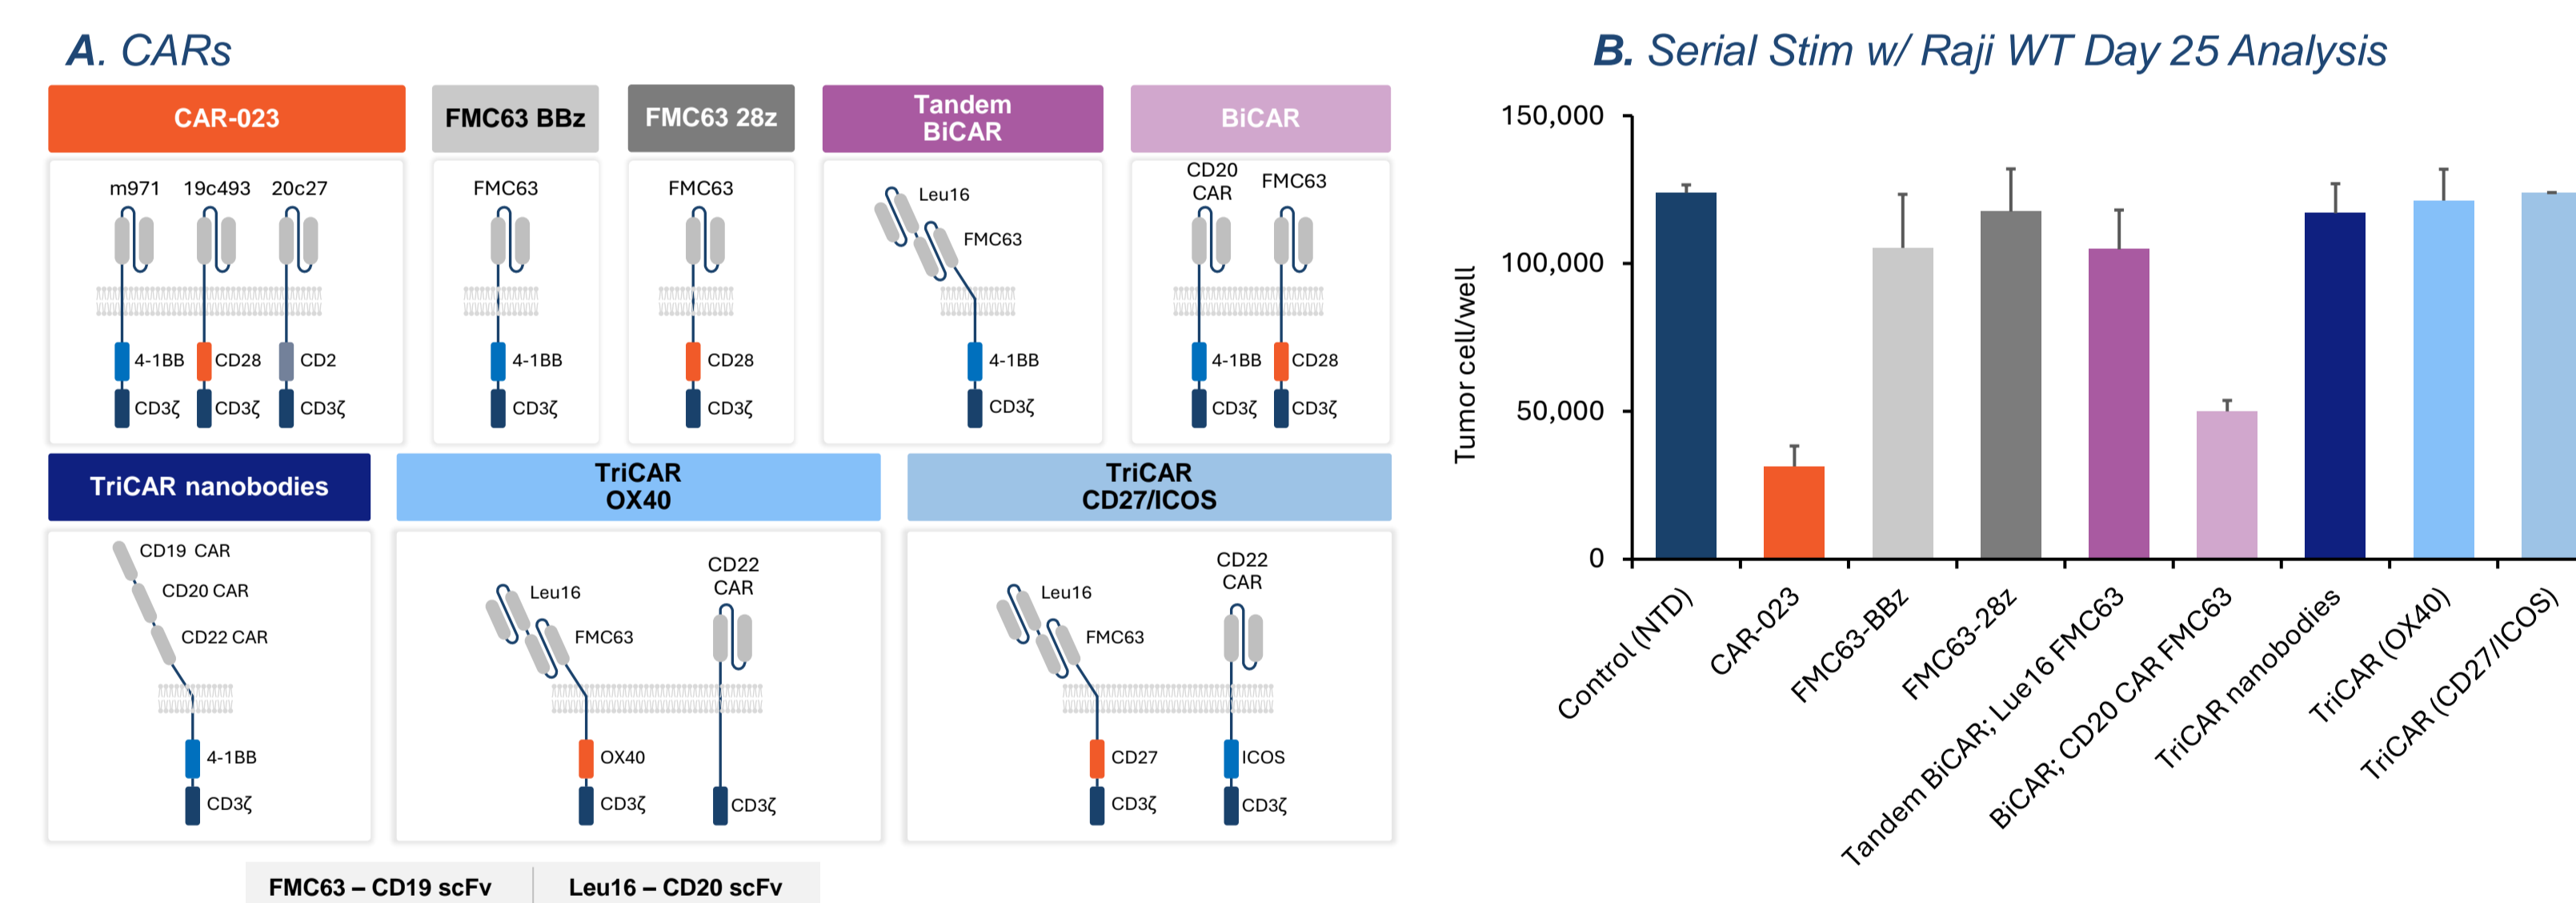 A. CARs
CAR-023
FMC63 BBz
FMC63 28z
Tandem
BiCAR
BiCAR
m971
19c493
20c27
4-1BB
CD28
CD2
CD3ζ
CD3ζ
CD3ζ
FMC63
4-1BB
CD3ζ
FMC63
CD28
CD3ζ
Leu16
FMC63
4-1BB
CD3ζ
CD20
CAR
FMC63
4-1BB
CD28
CD3ζ
CD3ζ
TriCAR nanobodies
TriCAR
OX40
TriCAR
CD27/ICOS
CD19 CAR
CD20 CAR
CD22 CAR
4-1BB
CD3ζ
Leu16
FMC63
CD22
CAR
OX40
CD3ζ
CD3ζ
Leu16
FMC63
CD22
CAR
CD27
ICOS
CD3ζ
CD3ζ
FMC63 – CD19 scFv
Leu16 – CD20 scFv
B. Serial Stim w/ Raji WT Day 25 Analysis
Tumor cell/well
150,000
100,000
50,000
0
Control (NTD)
CAR-023
FMC63-BBz
FMC63-28z
Tandem BiCAR; Lue16 FMC63
BiCAR; CD20 CAR FMC63
TriCAR nanobodies
TriCAR (OX40)
TriCAR (CD27/ICOS)